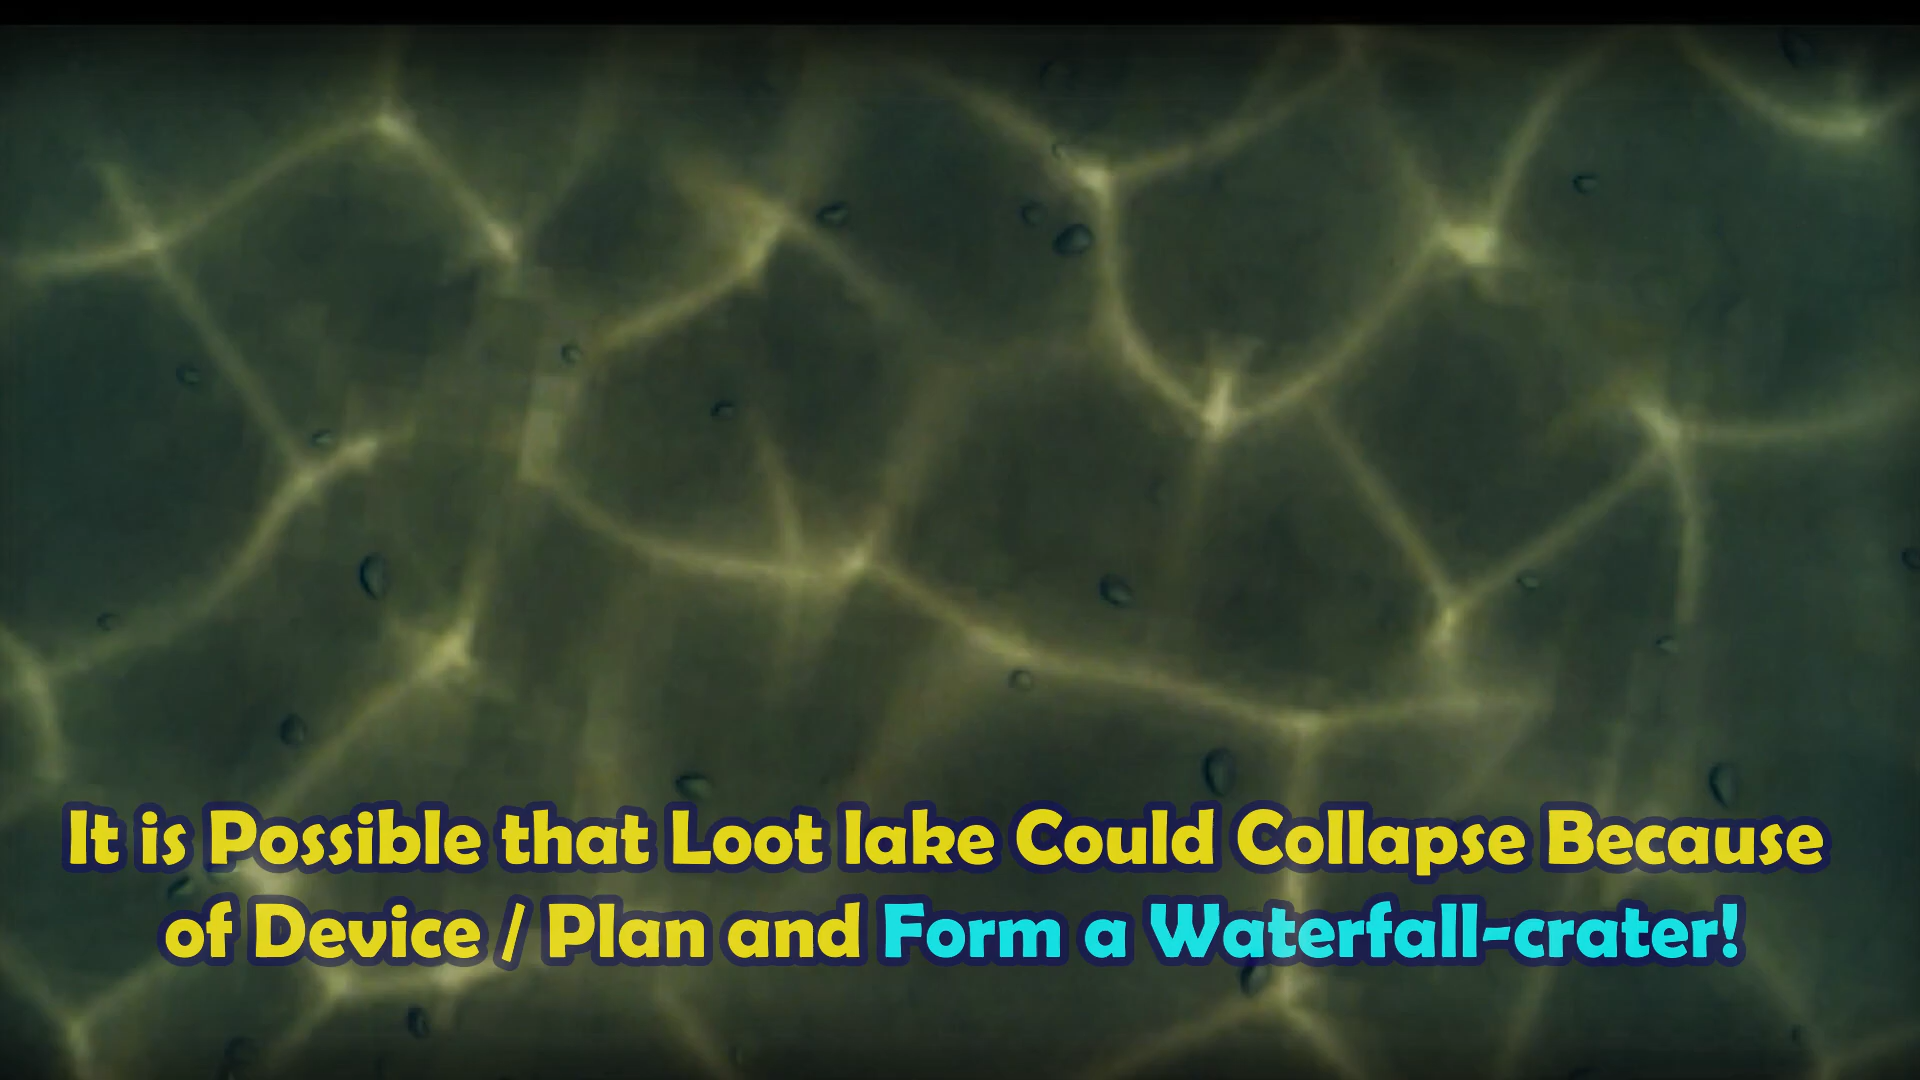 It is Possible that Loot lake Could Collapse Because
of Device / Plan and Form a Waterfall-crater!